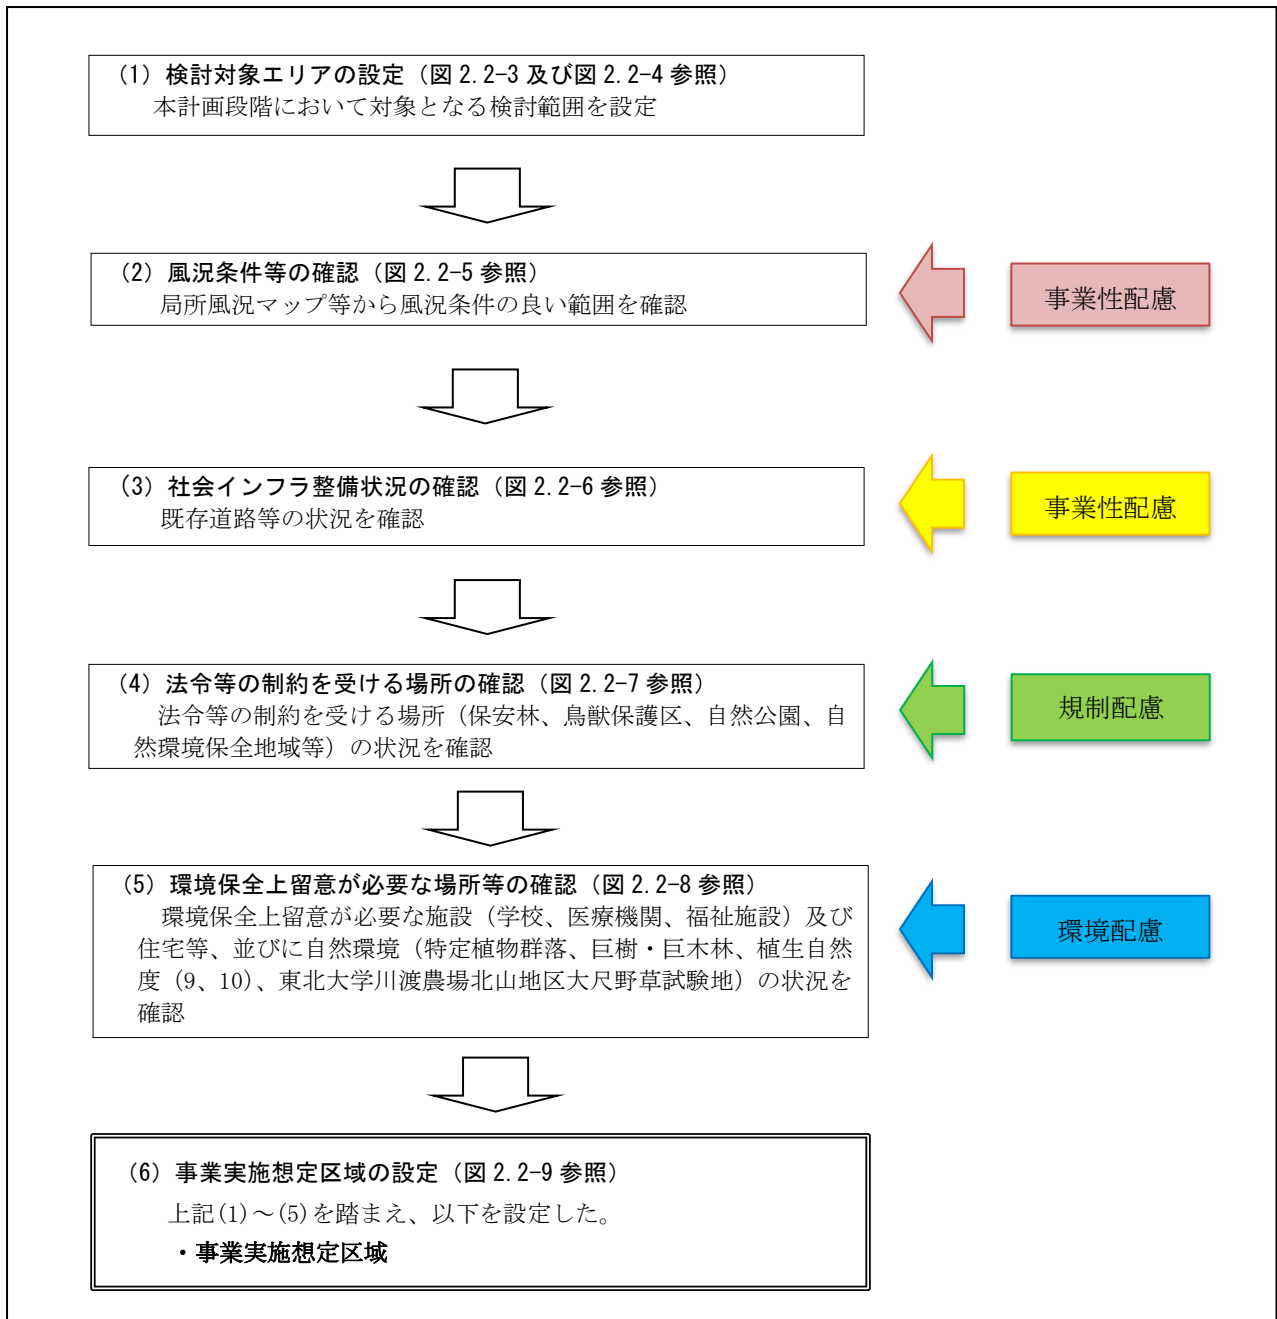 (1) 検討対象エリアの設定（図 2.2-3 及び図 2.2-4 参照）
本計画段階において対象となる検討範囲を設定
(2) 風況条件等の確認（図 2.2-5 参照）
局所風況マップ等から風況条件の良い範囲を確認
事業性配慮
(3) 社会インフラ整備状況の確認（図 2.2-6 参照）
既存道路等の状況を確認
事業性配慮
(4) 法令等の制約を受ける場所の確認（図 2.2-7 参照）
法令等の制約を受ける場所（保安林、鳥獣保護区、自然公園、自
然環境保全地域等）の状況を確認
規制配慮
(5) 環境保全上留意が必要な場所等の確認（図 2.2-8 参照）
環境保全上留意が必要な施設（学校、医療機関、福祉施設）及び
住宅等、並びに自然環境（特定植物群落、巨樹・巨木林、植生自然
度（9、10）、東北大学川渡農場北山地区大尺野草試験地）の状況を
確認
環境配慮
(6) 事業実施想定区域の設定（図 2.2-9 参照）
上記(1)～(5)を踏まえ、以下を設定した。
・事業実施想定区域